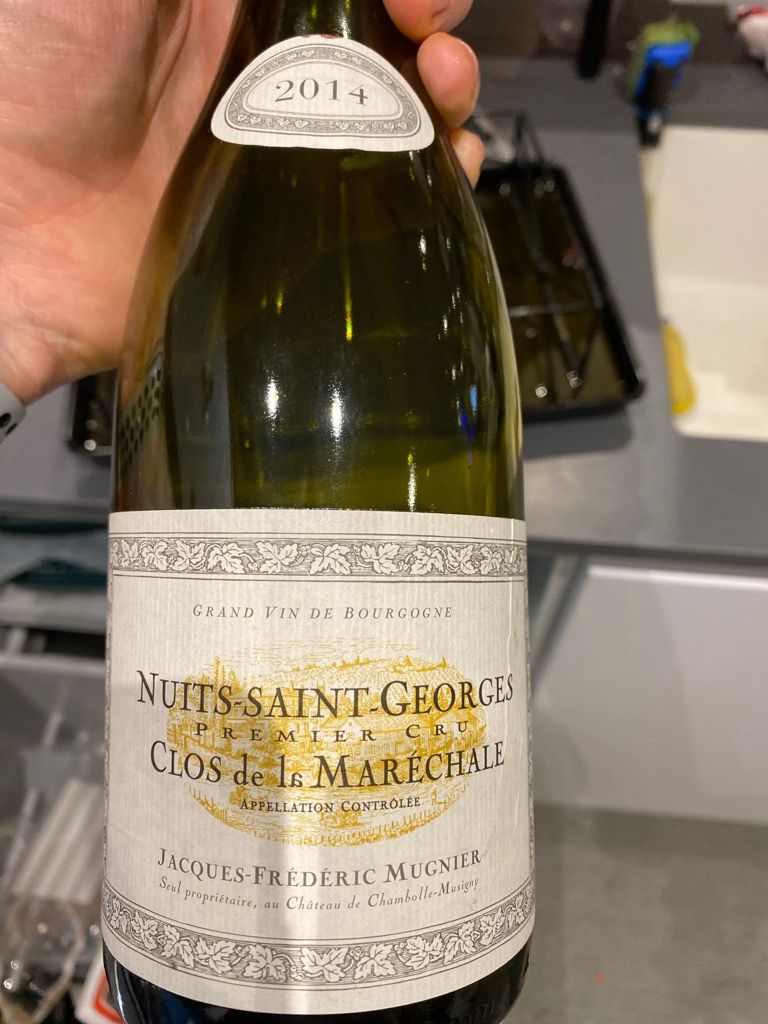 2014
GRAND VIN DE BOURGOGNE
NUITS-SAINT-GEORGES
PREMIER CRU
CLOS de la MARÉCHALE
APPELLATION CONTRÔLÉE
JACQUES-FRÉDÉRIC MUGNIER
Seul propriétaire, au Château de Chambolle-Musigny